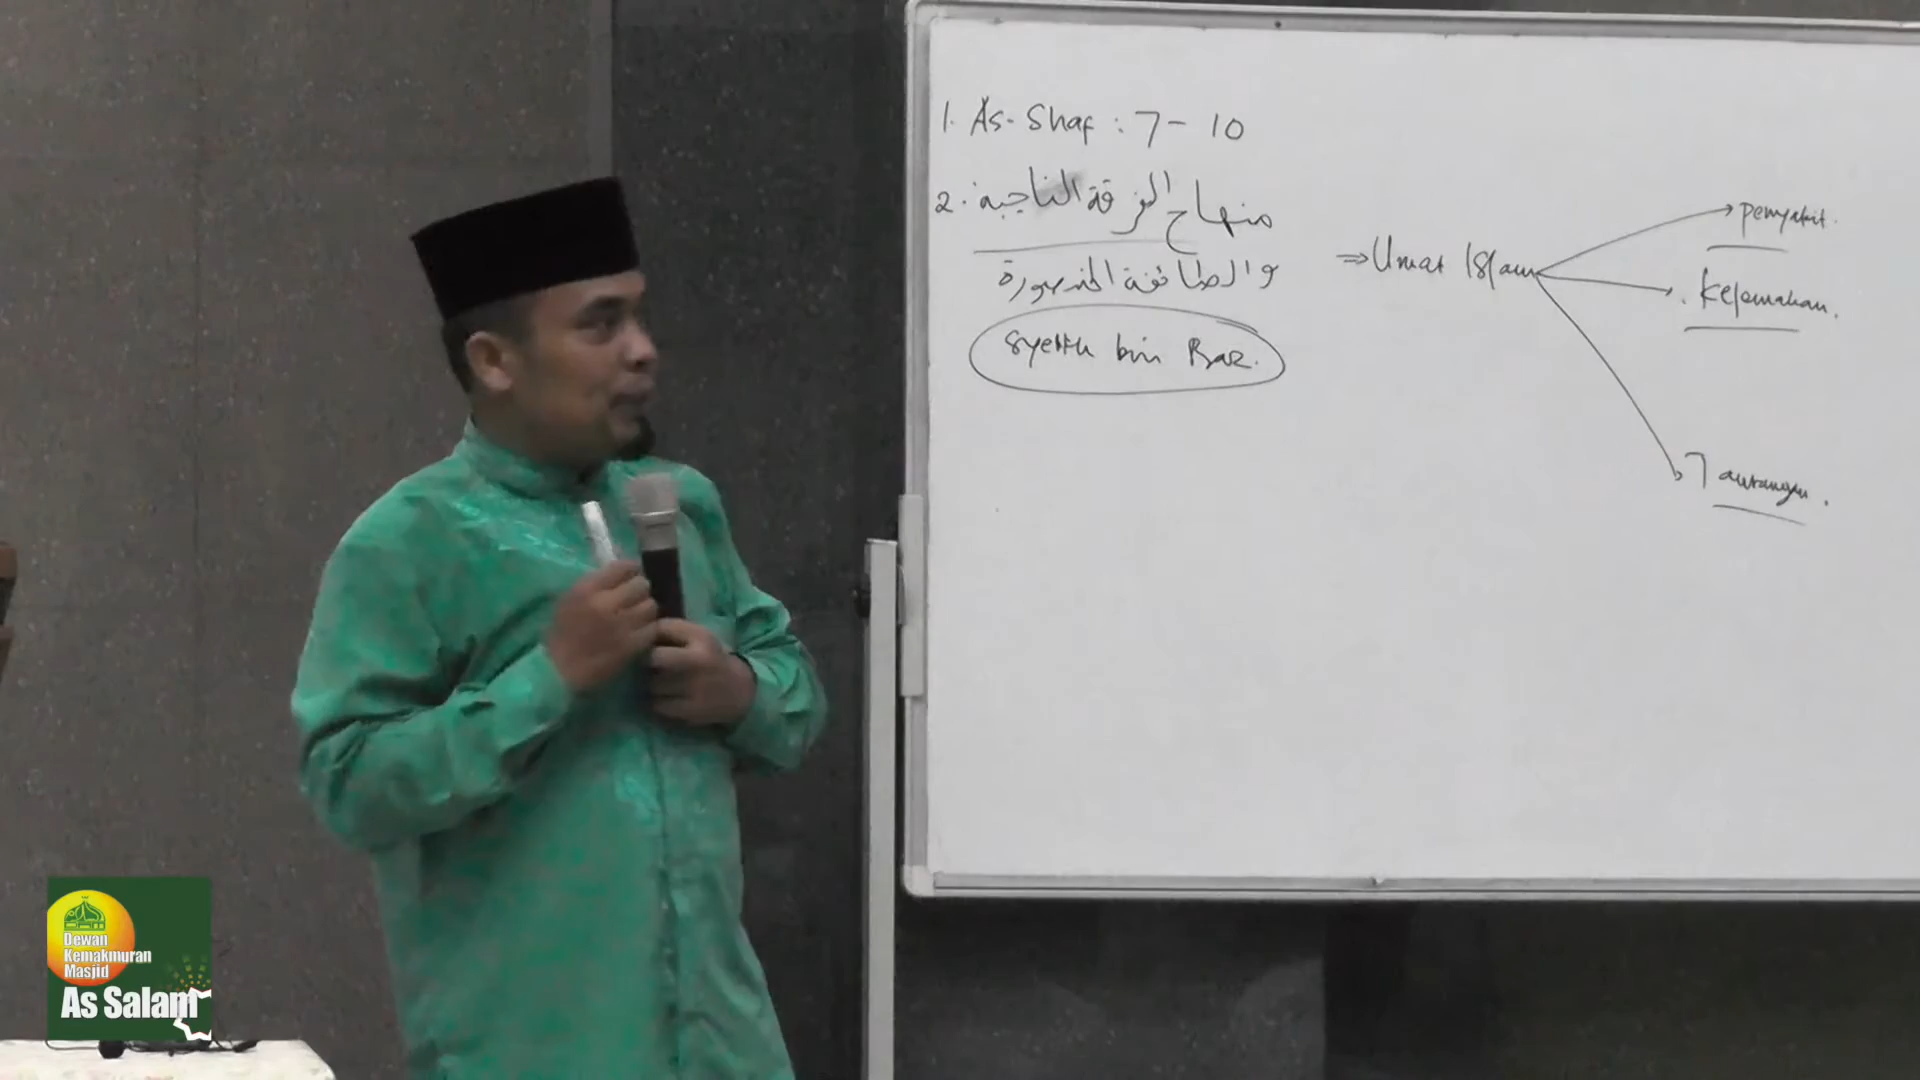 1. As-Shaf : 7 - 10
2. منهاج الفرقة الناجية
والطائفة المنصورة
Syeikh bin Baz.
⇒ Umat Islam
penyakit.
. Kelemahan.
Tantangan.
Dewan
Kemakmuran
Masjid
As Salam